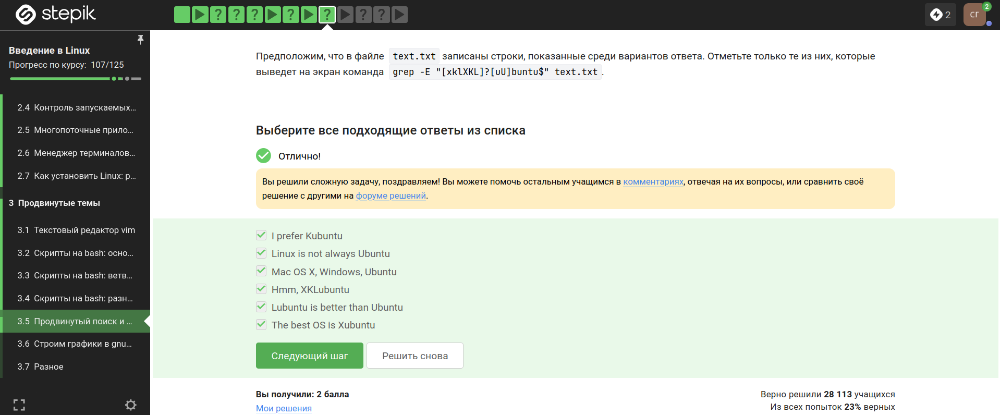 stepik
? ? ? ? ? ? ?
2
СГ
2
Введение в Linux
Прогресс по курсу: 107/125
2.4 Контроль запускаемых...
2.5 Многопоточные прило...
2.6 Менеджер терминалов...
2.7 Как установить Linux: р...
3 Продвинутые темы
3.1 Текстовый редактор vim
3.2 Скрипты на bash: осно...
3.3 Скрипты на bash: ветв...
3.4 Скрипты на bash: разн...
3.5 Продвинутый поиск и ...
3.6 Строим графики в gnu...
3.7 Разное
Предположим, что в файле text.txt записаны строки, показанные среди вариантов ответа. Отметьте только те из них, которые
выведет на экран команда grep -E "[xklXKL]?[uU]buntu$" text.txt.
Выберите все подходящие ответы из списка
Отлично!
Вы решили сложную задачу, поздравляем! Вы можете помочь остальным учащимся в комментариях, отвечая на их вопросы, или сравнить своё
решение с другими на форуме решений.
I prefer Kubuntu
Linux is not always Ubuntu
Mac OS X, Windows, Ubuntu
Hmm, XKLubuntu
Lubuntu is better than Ubuntu
The best OS is Xubuntu
Следующий шаг
Решить снова
Вы получили: 2 балла
Мои решения
Верно решили 28 113 учащихся
Из всех попыток 23% верных